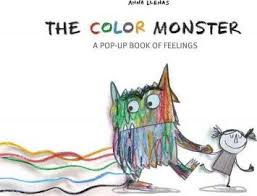 ANNA LLENAS
THE COLOR MONSTER
A POP-UP BOOK OF FEELINGS